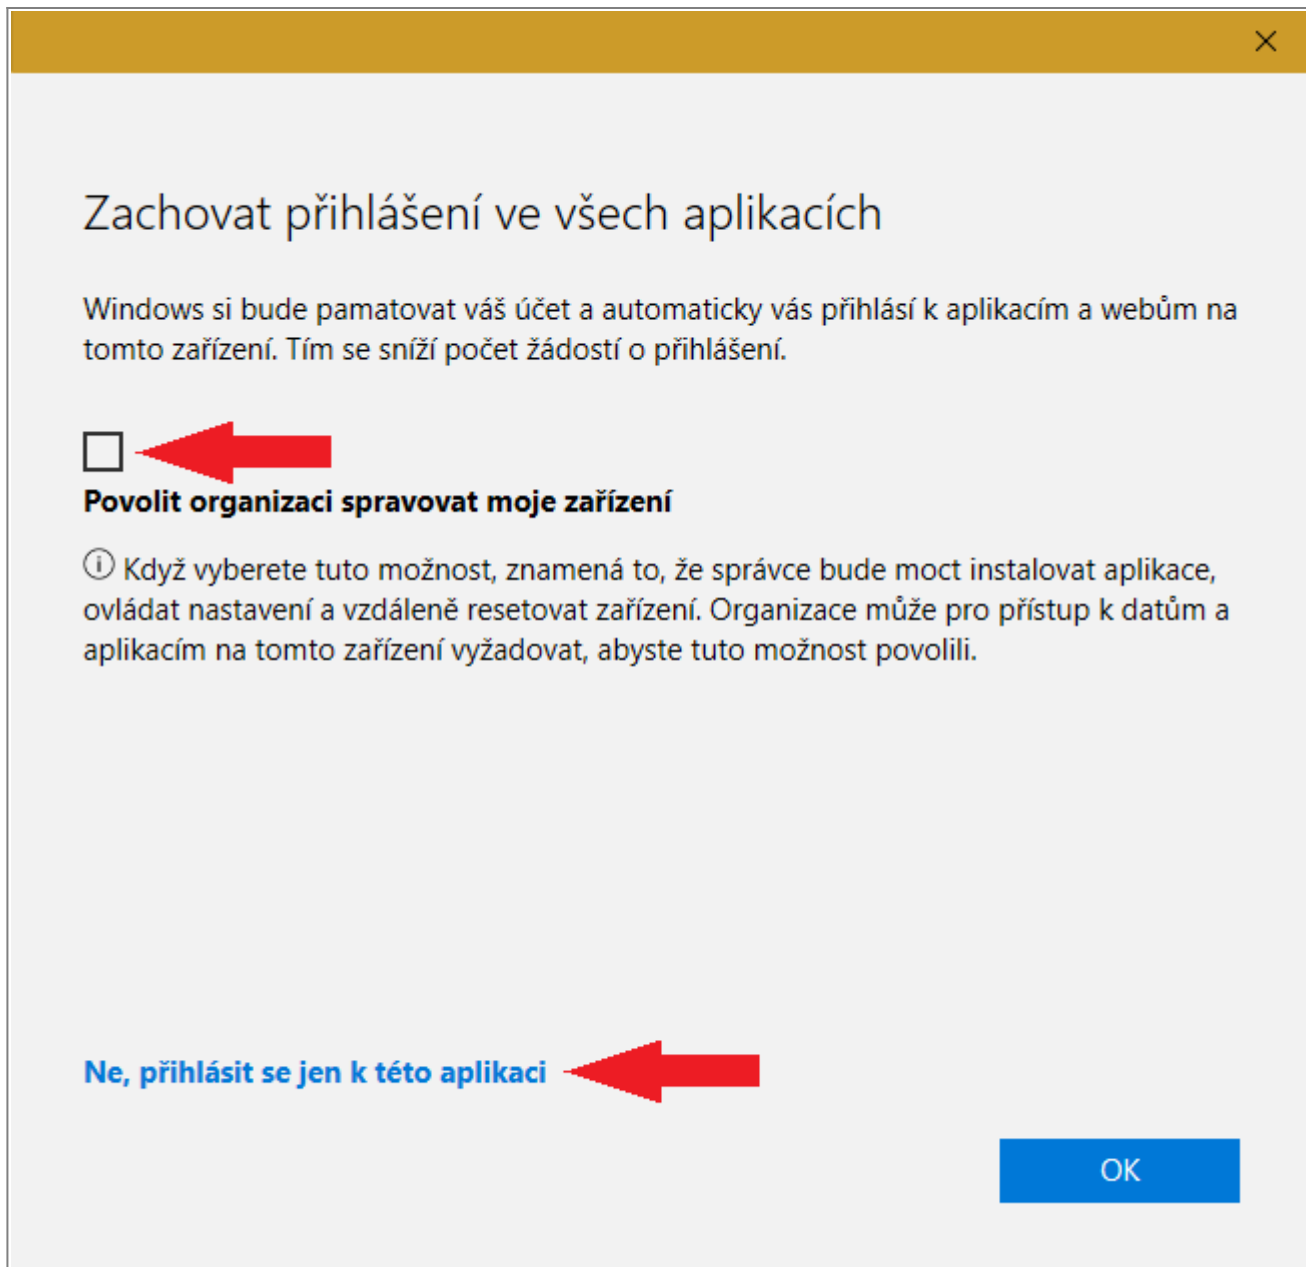 Zachovat přihlášení ve všech aplikacích
Windows si bude pamatovat váš účet a automaticky vás přihlásí k aplikacím a webům na
tomto zařízení. Tím se sníží počet žádostí o přihlášení.
Povolit organizaci spravovat moje zařízení
Když vyberete tuto možnost, znamená to, že správce bude moct instalovat aplikace,
ovládat nastavení a vzdáleně resetovat zařízení. Organizace může pro přístup k datům a
aplikacím na tomto zařízení vyžadovat, abyste tuto možnost povolili.
Ne, přihlásit se jen k této aplikaci
OK